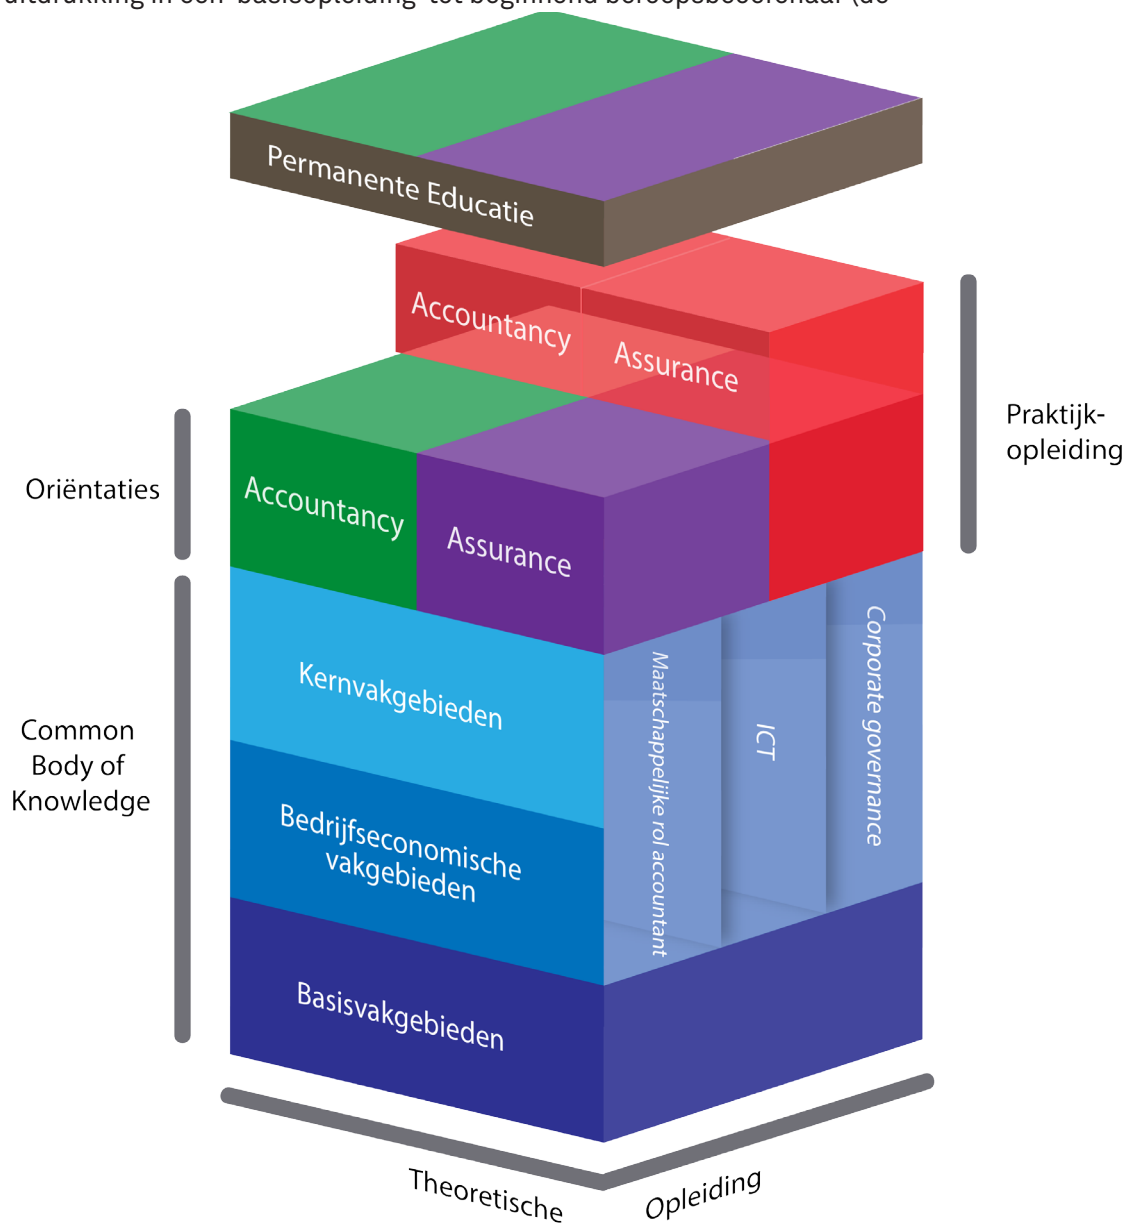 Permanente Educatie
Accountancy
Assurance
Praktijk-
opleiding
Oriëntaties
Accountancy
Assurance
Common
Body of
Knowledge
Kernvakgebieden
Bedrijfseconomische
vakgebieden
Basisvakgebieden
Maatschappelijke rol accountant
ICT
Corporate governance
Theoretische
Opleiding